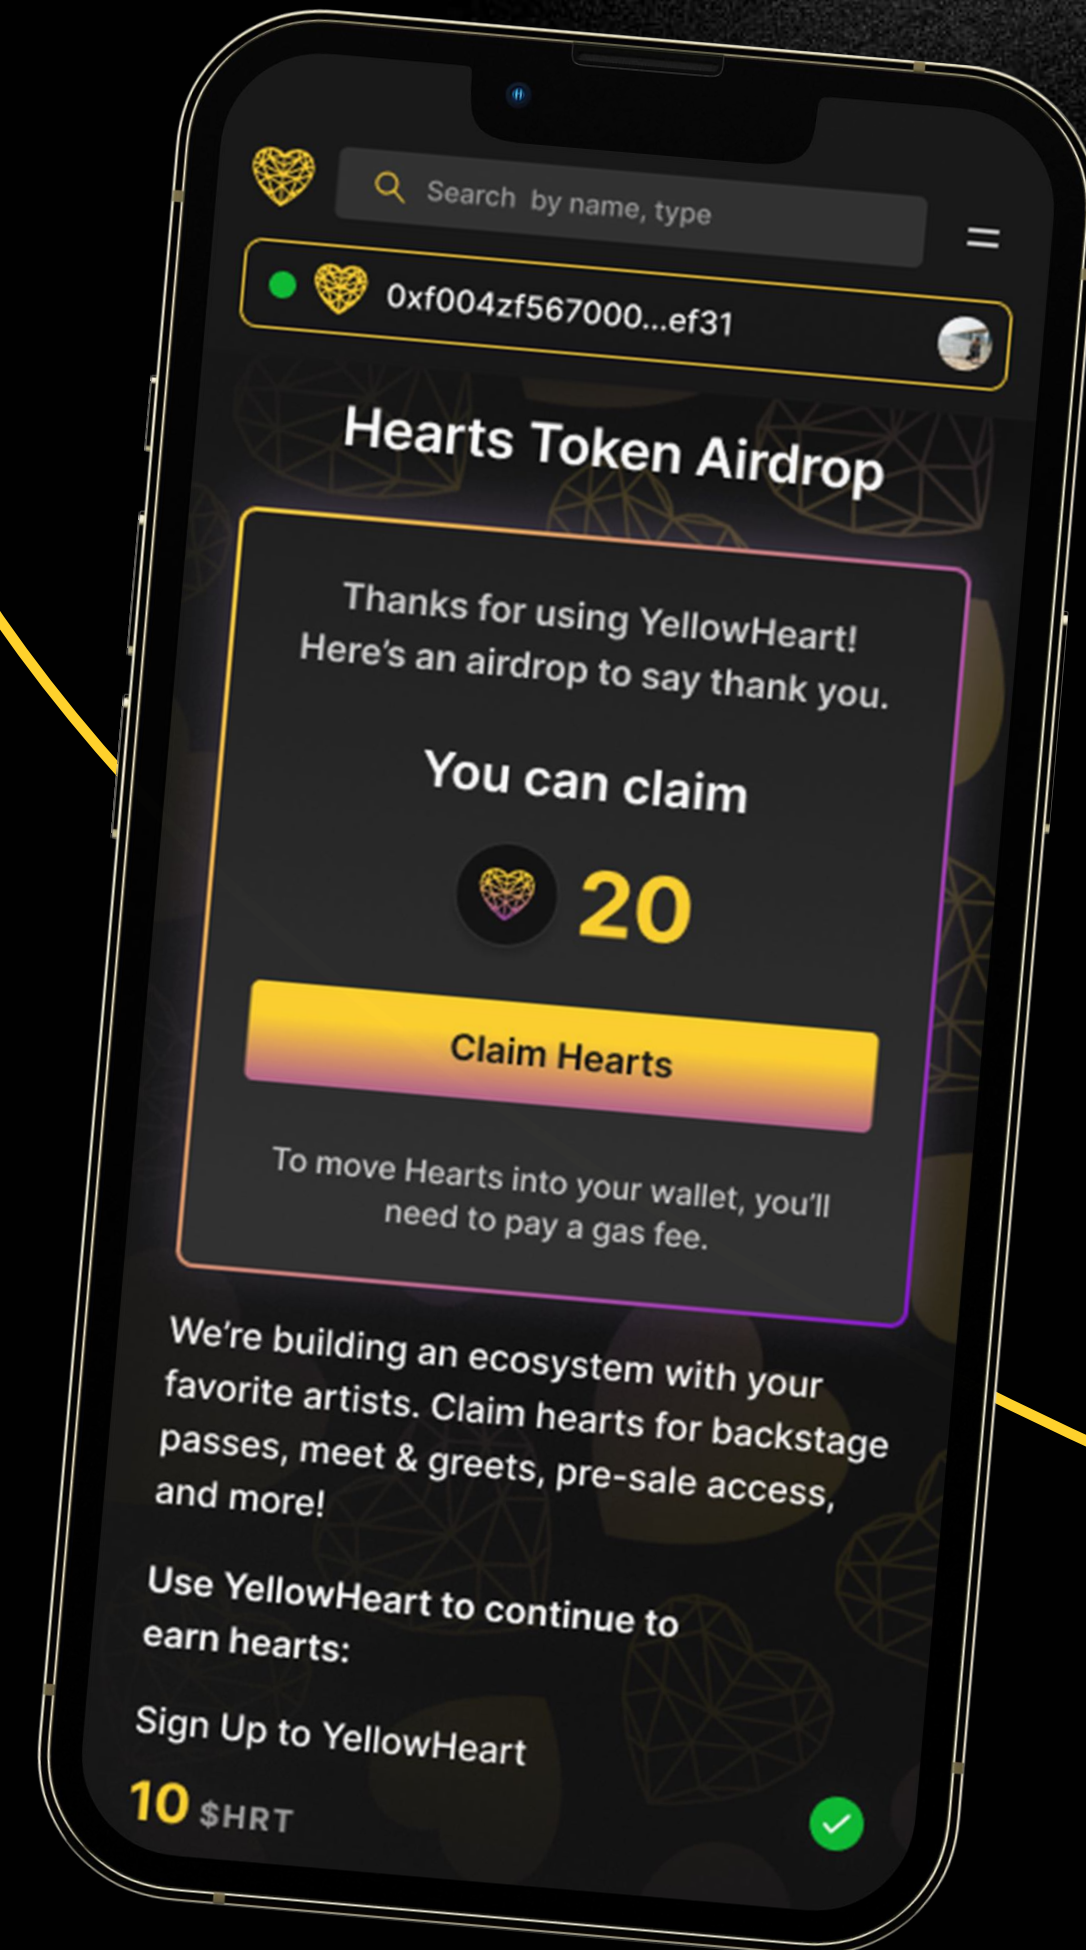 Search by name, type
0xf004zf567000...ef31
Hearts Token Airdrop
Thanks for using YellowHeart!
Here's an airdrop to say thank you.
You can claim
20
Claim Hearts
To move Hearts into your wallet, you'll
need to pay a gas fee.
We're building an ecosystem with your
favorite artists. Claim hearts for backstage
passes, meet & greets, pre-sale access,
and more!
Use YellowHeart to continue to
earn hearts:
Sign Up to YellowHeart
10 $HRT